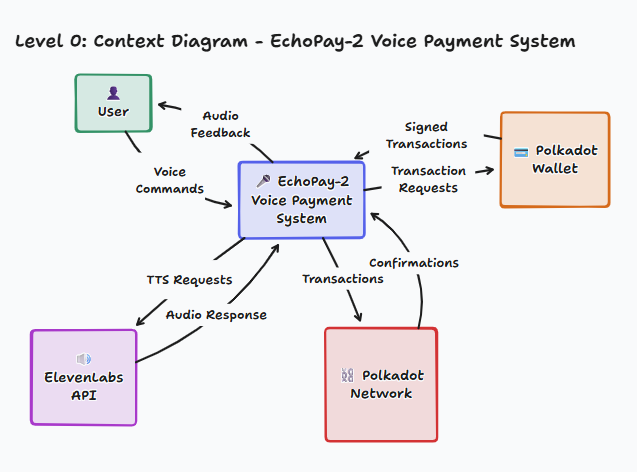 Level 0: Context Diagram - EchoPay-2 Voice Payment System
User
Audio
Feedback
Signed
Transactions
Polkadot
Wallet
Voice
Commands
EchoPay-2
Voice Payment
System
Transaction
Requests
TTS Requests
Audio Response
Transactions
Confirmations
ElevenLabs
API
Polkadot
Network